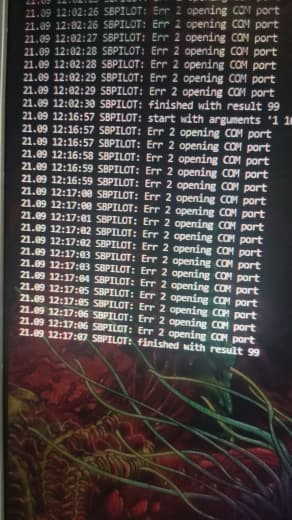 21.09 12:02:26 SBPILOT: Err 2 opening COM port
21.09 12:02:26 SBPILOT: Err 2 opening COM port
21.09 12:02:27 SBPILOT: Err 2 opening COM port
21.09 12:02:28 SBPILOT: Err 2 opening COM port
21.09 12:02:28 SBPILOT: Err 2 opening COM port
21.09 12:02:29 SBPILOT: Err 2 opening COM port
21.09 12:02:29 SBPILOT: Err 2 opening COM port
21.09 12:02:30 SBPILOT: finished with result 99
21.09 12:16:57 SBPILOT: start with arguments '1
21.09 12:16:57 SBPILOT: Err 2 opening COM port
21.09 12:16:57 SBPILOT: Err 2 opening COM port
21.09 12:16:58 SBPILOT: Err 2 opening COM port
21.09 12:16:59 SBPILOT: Err 2 opening COM port
21.09 12:16:59 SBPILOT: Err 2 opening COM port
21.09 12:17:00 SBPILOT: Err 2 opening COM port
21.09 12:17:00 SBPILOT: Err 2 opening COM port
21.09 12:17:01 SBPILOT: Err 2 opening COM port
21.09 12:17:02 SBPILOT: Err 2 opening COM port
21.09 12:17:02 SBPILOT: Err 2 opening COM port
21.09 12:17:03 SBPILOT: Err 2 opening COM port
21.09 12:17:03 SBPILOT: Err 2 opening COM port
21.09 12:17:04 SBPILOT: Err 2 opening COM port
21.09 12:17:05 SBPILOT: Err 2 opening COM port
21.09 12:17:05 SBPILOT: Err 2 opening COM port
21.09 12:17:06 SBPILOT: Err 2 opening COM port
21.09 12:17:06 SBPILOT: Err 2 opening COM port
21.09 12:17:07 SBPILOT: finished with result 99